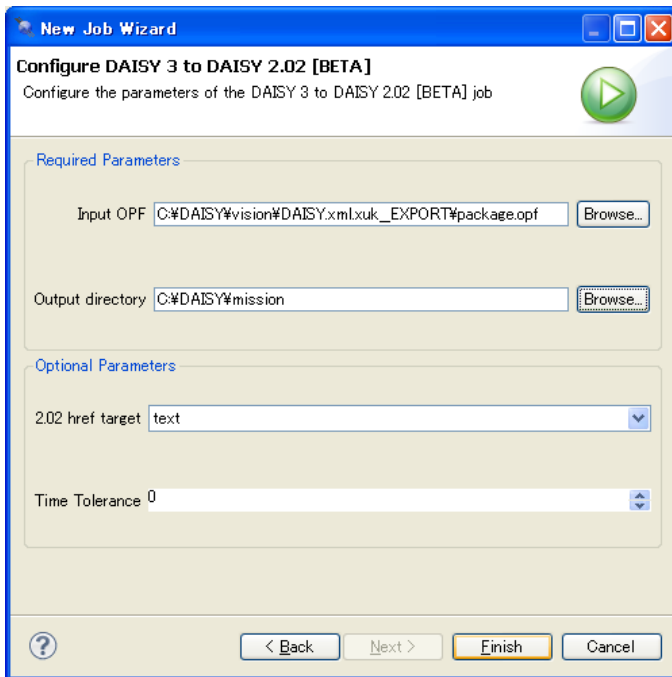 New Job Wizard
Configure DAISY 3 to DAISY 2.02 [BETA]
Configure the parameters of the DAISY 3 to DAISY 2.02 [BETA] job
Required Parameters
Input OPF C:¥DAISY¥vision¥DAISY.xml.xuk_EXPORT¥package.opf Browse...
Output directory C:¥DAISY¥mission Browse...
Optional Parameters
2.02 href target text
Time Tolerance 0
? < Back Next > Finish Cancel